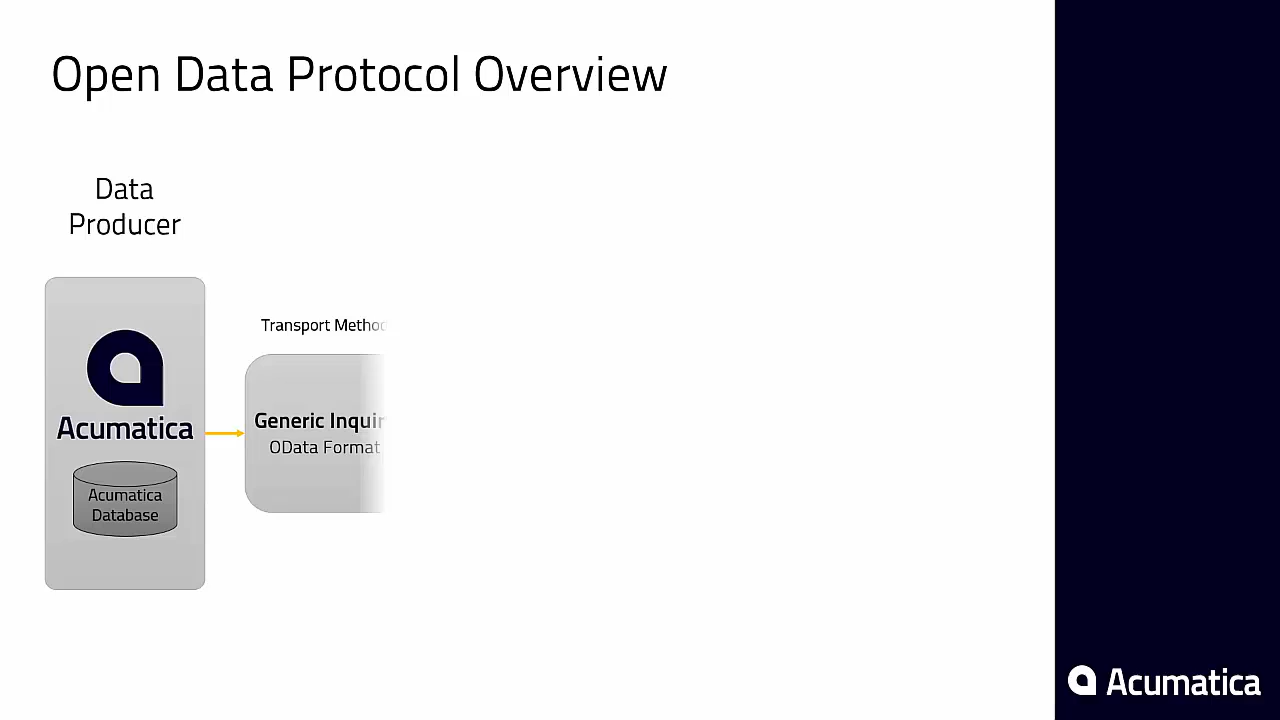 Open Data Protocol Overview
Data
Producer
Transport Method
Generic Inquir
OData Format
Acumatica
Acumatica
Database
Acumatica